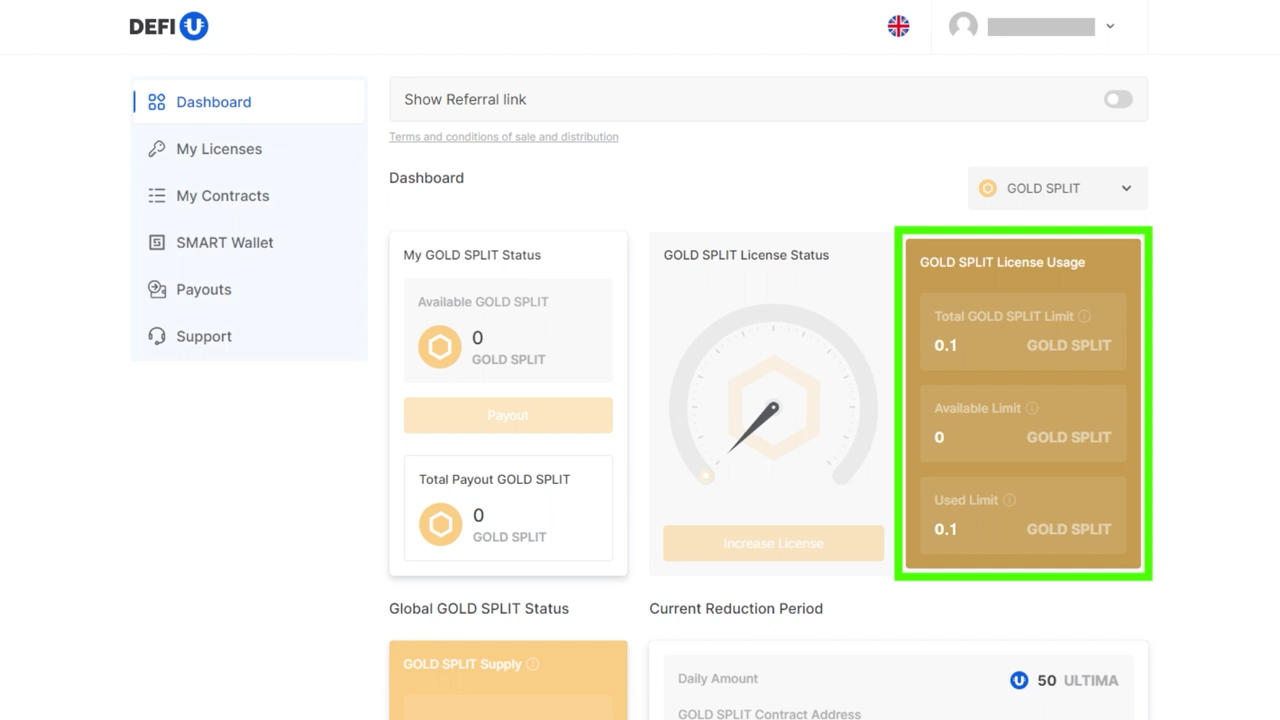 DEFI
Show Referral link
Terms and conditions of sale and distribution
Dashboard
My Licenses
My Contracts
SMART Wallet
Payouts
Support
Dashboard
GOLD SPLIT
My GOLD SPLIT Status
Available GOLD SPLIT
0
GOLD SPLIT
Payout
Total Payout GOLD SPLIT
0
GOLD SPLIT
GOLD SPLIT License Status
Increase License
GOLD SPLIT License Usage
Total GOLD SPLIT Limit
0.1 GOLD SPLIT
Available Limit
0 GOLD SPLIT
Used Limit
0.1 GOLD SPLIT
Global GOLD SPLIT Status
GOLD SPLIT Supply
Current Reduction Period
Daily Amount 50 ULTIMA
GOLD SPLIT Contract Address